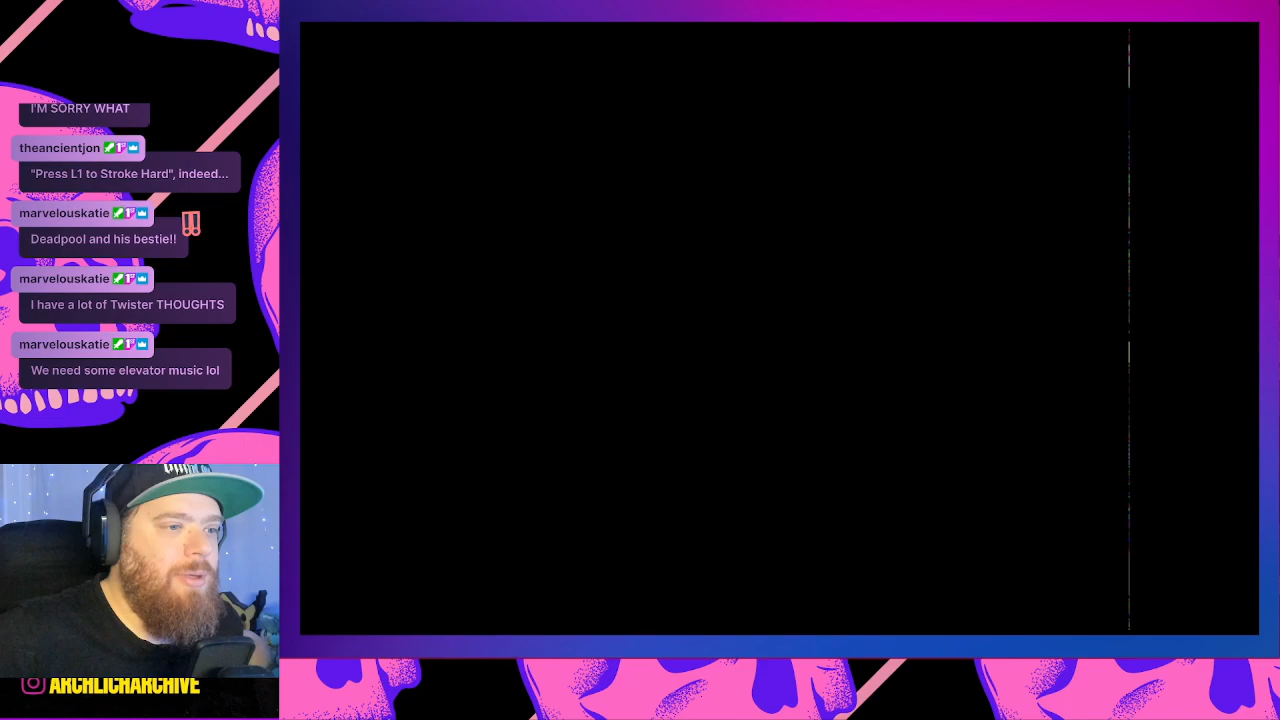 I'M SORRY WHAT
theancientjon
"Press L1 to Stroke Hard", indeed...
marvelouskatie
Deadpool and his bestie!!
marvelouskatie
I have a lot of Twister THOUGHTS
marvelouskatie
We need some elevator music lol
ARCHLICHARCHIVE